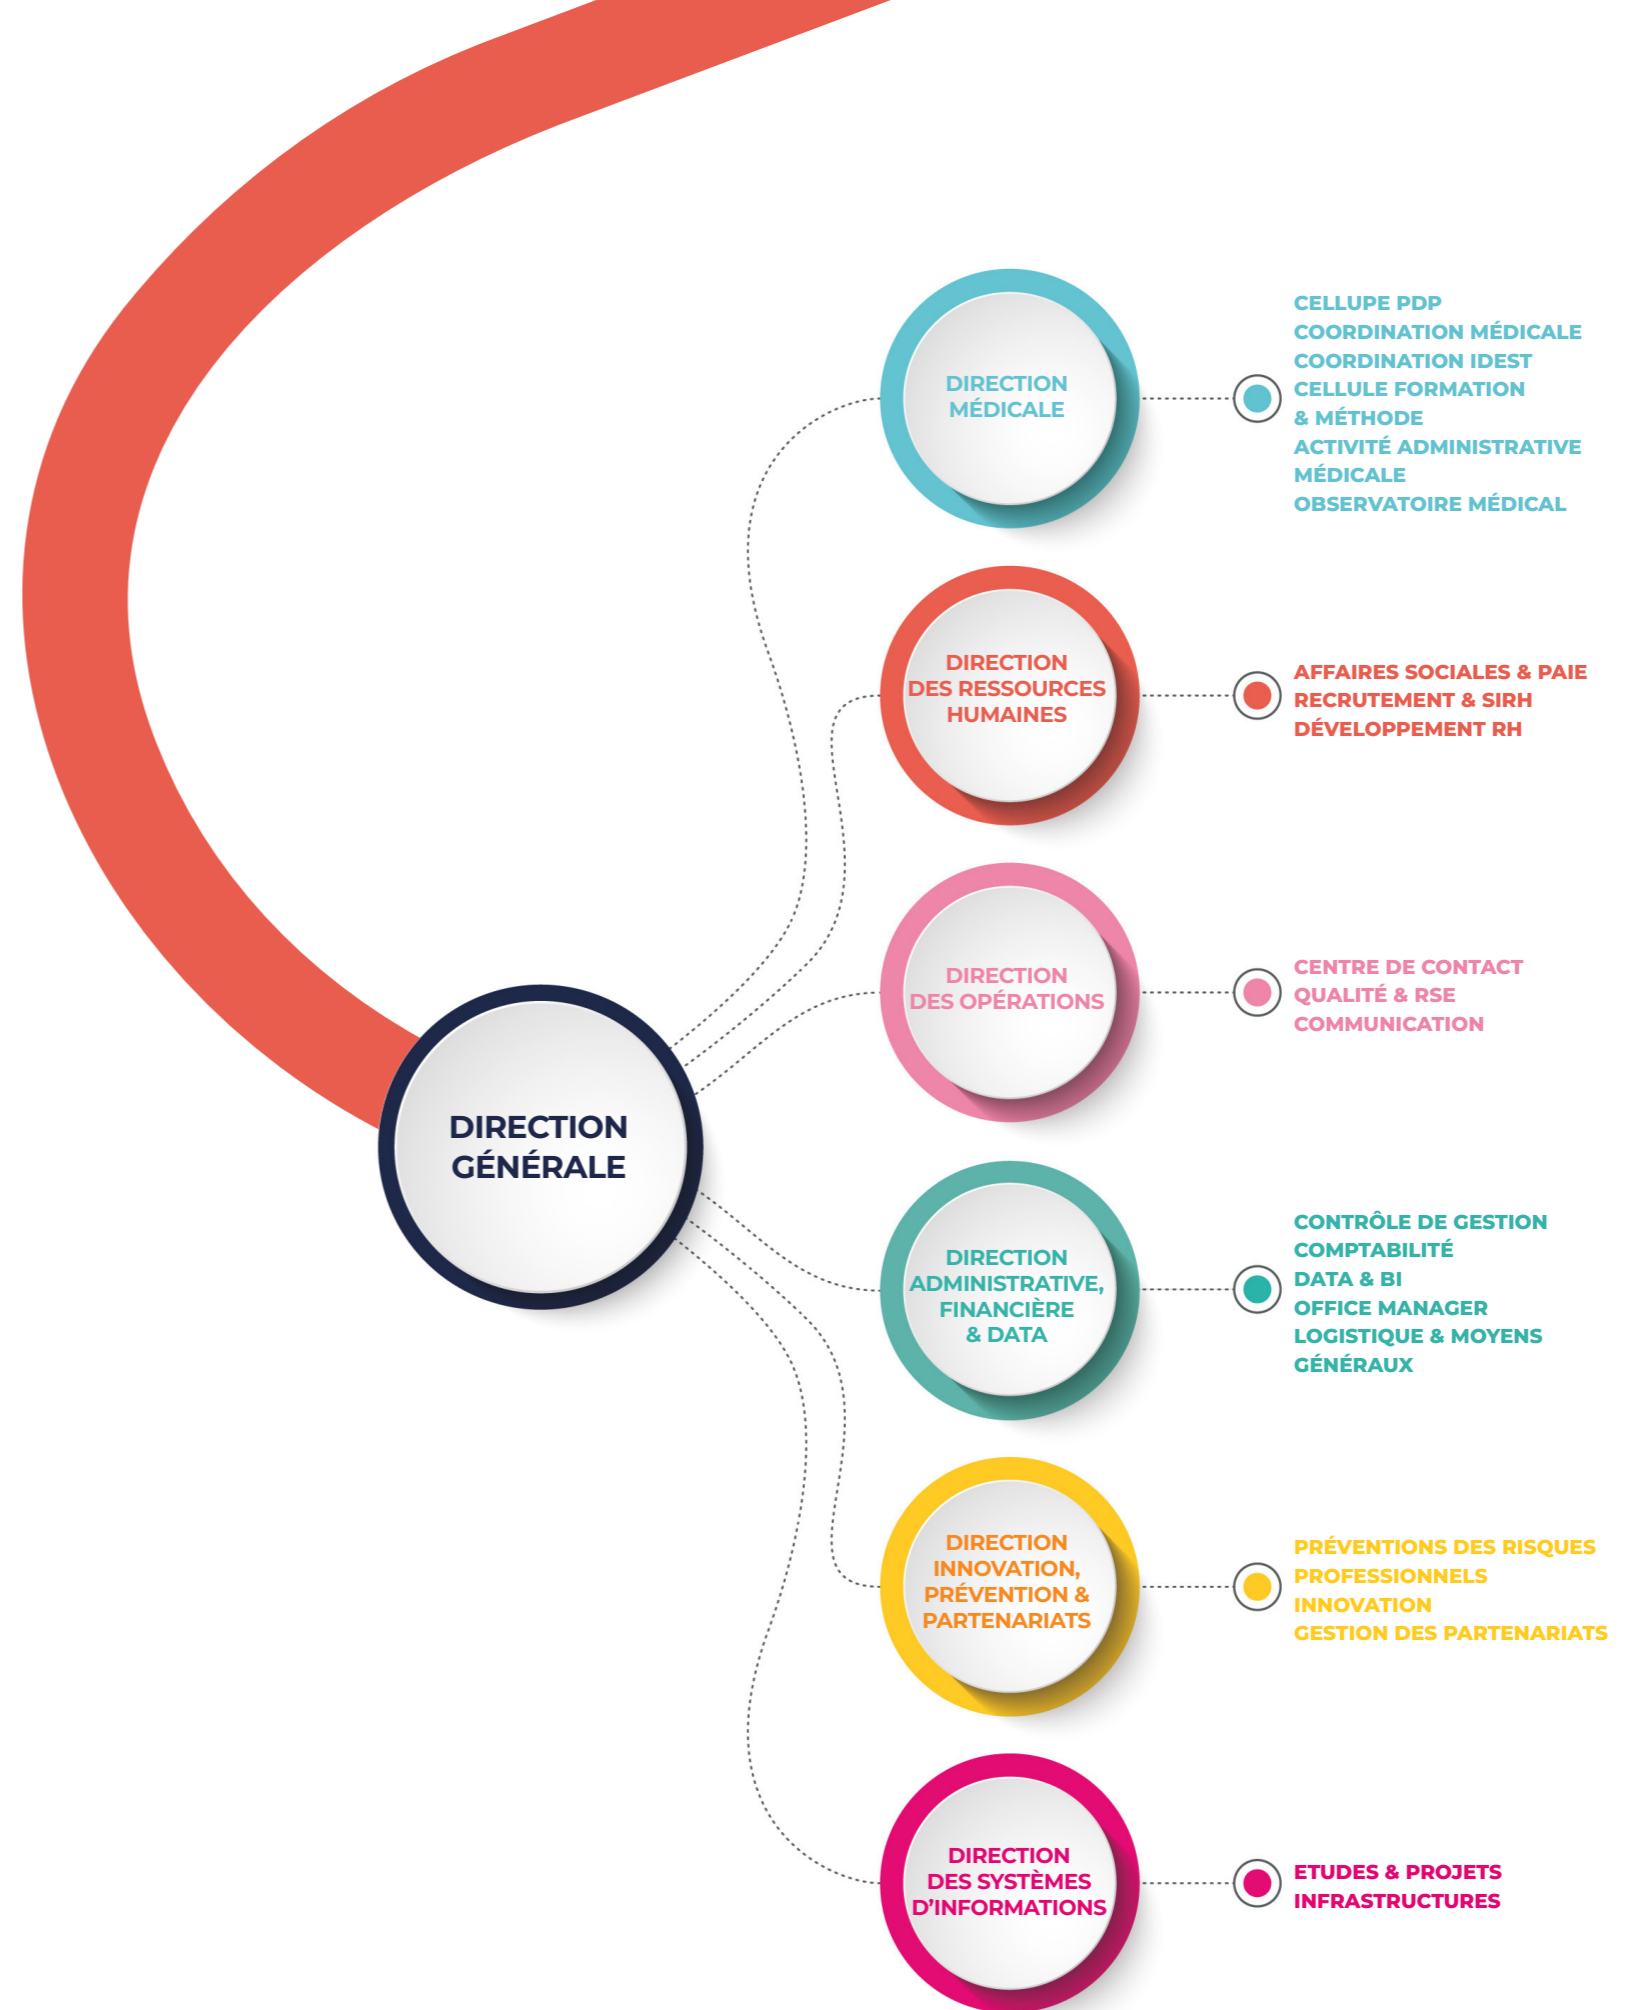 DIRECTION
GÉNÉRALE
DIRECTION
MÉDICALE
CELLUPE PDP
COORDINATION MÉDICALE
COORDINATION IDEST
CELLULE FORMATION
& MÉTHODE
ACTIVITÉ ADMINISTRATIVE
MÉDICALE
OBSERVATOIRE MÉDICAL
DIRECTION
DES RESSOURCES
HUMAINES
AFFAIRES SOCIALES & PAIE
RECRUTEMENT & SIRH
DÉVELOPPEMENT RH
DIRECTION
DES OPÉRATIONS
CENTRE DE CONTACT
QUALITÉ & RSE
COMMUNICATION
DIRECTION
ADMINISTRATIVE,
FINANCIÈRE
& DATA
CONTRÔLE DE GESTION
COMPTABILITÉ
DATA & BI
OFFICE MANAGER
LOGISTIQUE & MOYENS
GÉNÉRAUX
DIRECTION
INNOVATION,
PRÉVENTION &
PARTENARIATS
PRÉVENTIONS DES RISQUES
PROFESSIONNELS
INNOVATION
GESTION DES PARTENARIATS
DIRECTION
DES SYSTÈMES
D’INFORMATIONS
ETUDES & PROJETS
INFRASTRUCTURES